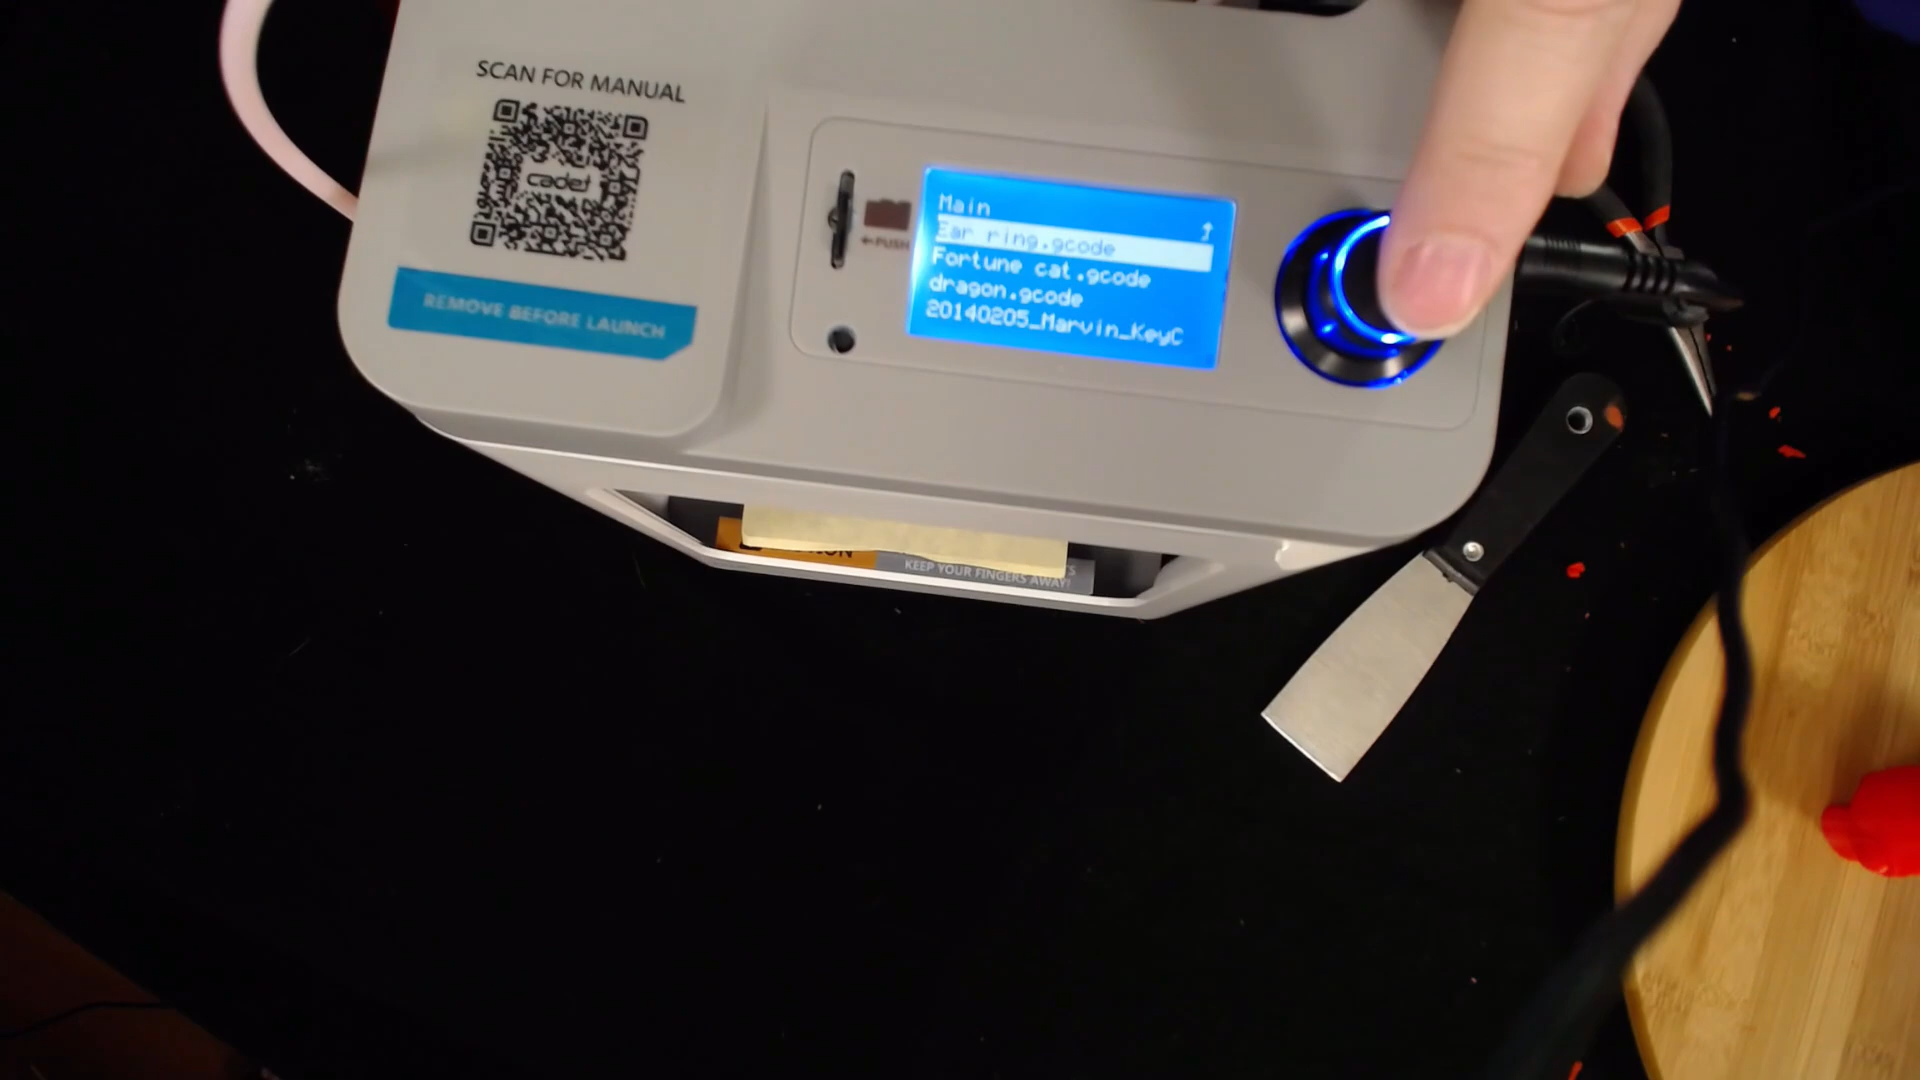 SCAN FOR MANUAL
cadet
REMOVE BEFORE LAUNCH
←PUSH
Main
Ear ring.gcode
Fortune cat.gcode
dragon.gcode
20140205_Marvin_KeyC
KEEP YOUR FINGERS AWAY!